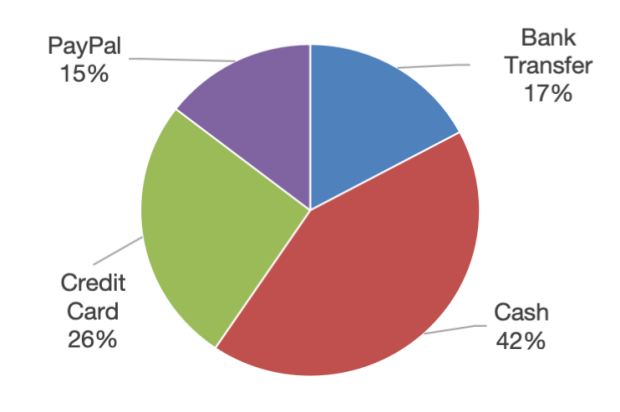 PayPal
15%
Bank
Transfer
17%
Credit
Card
26%
Cash
42%